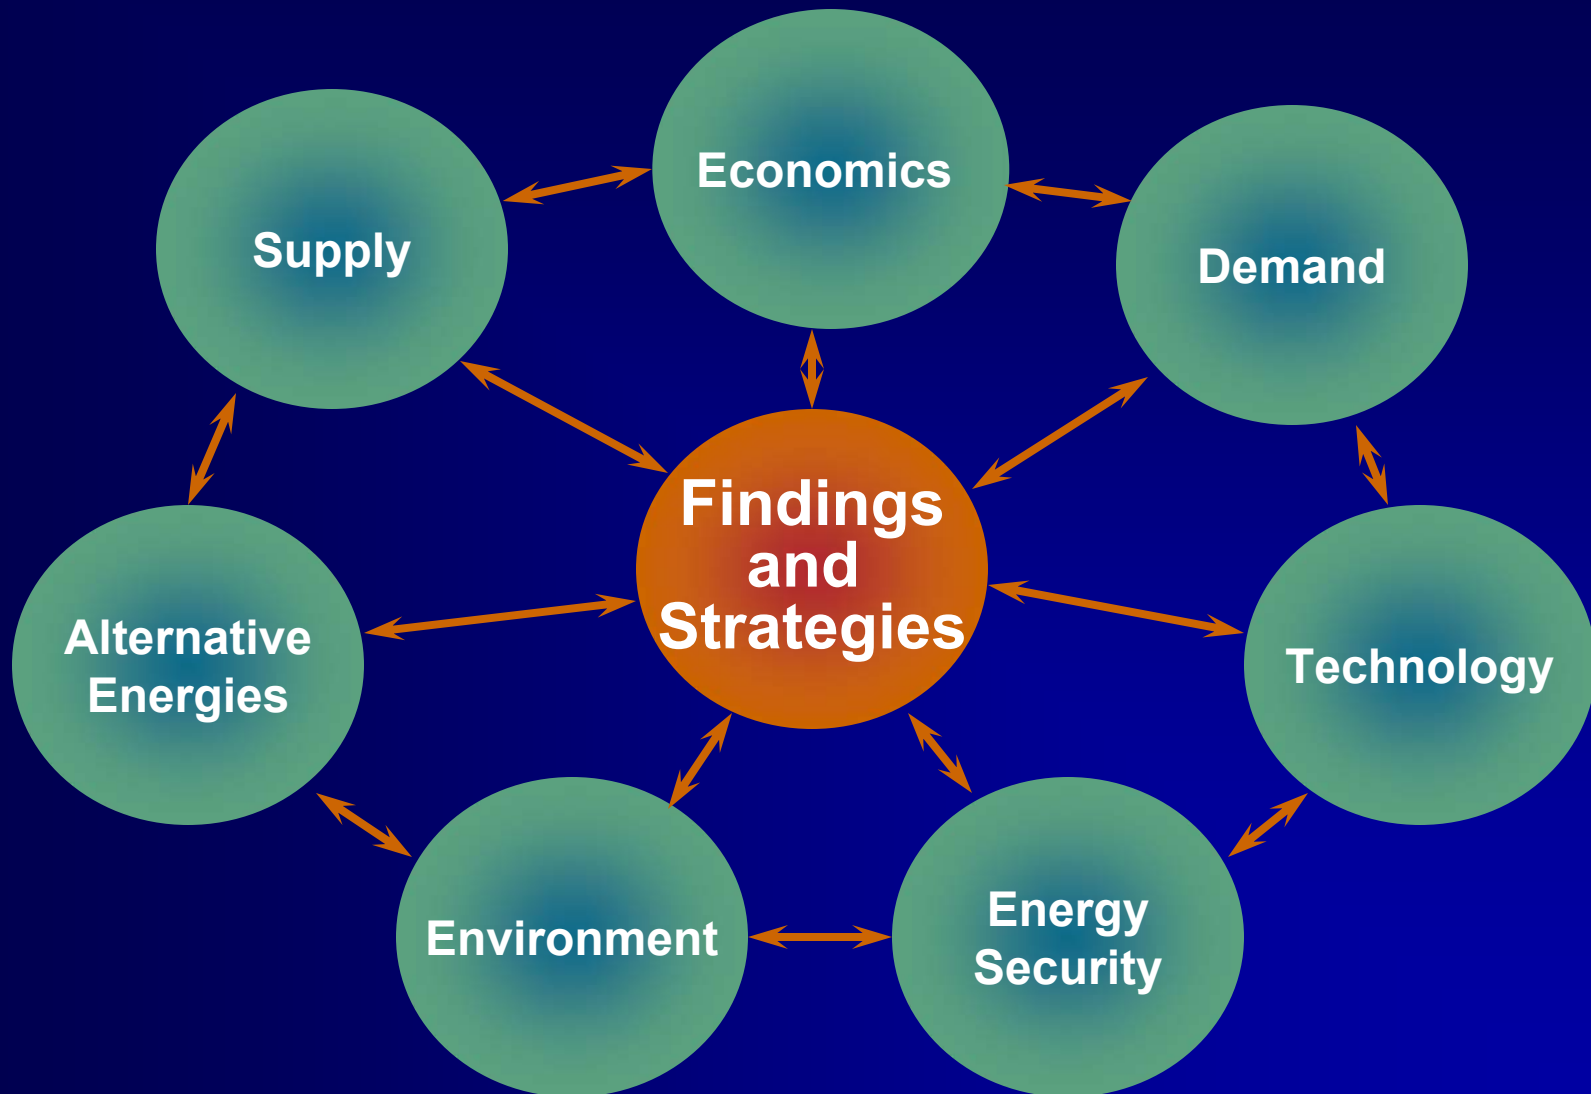 Economics
Supply
Demand
Findings
and
Strategies
Alternative
Energies
Technology
Environment
Energy
Security